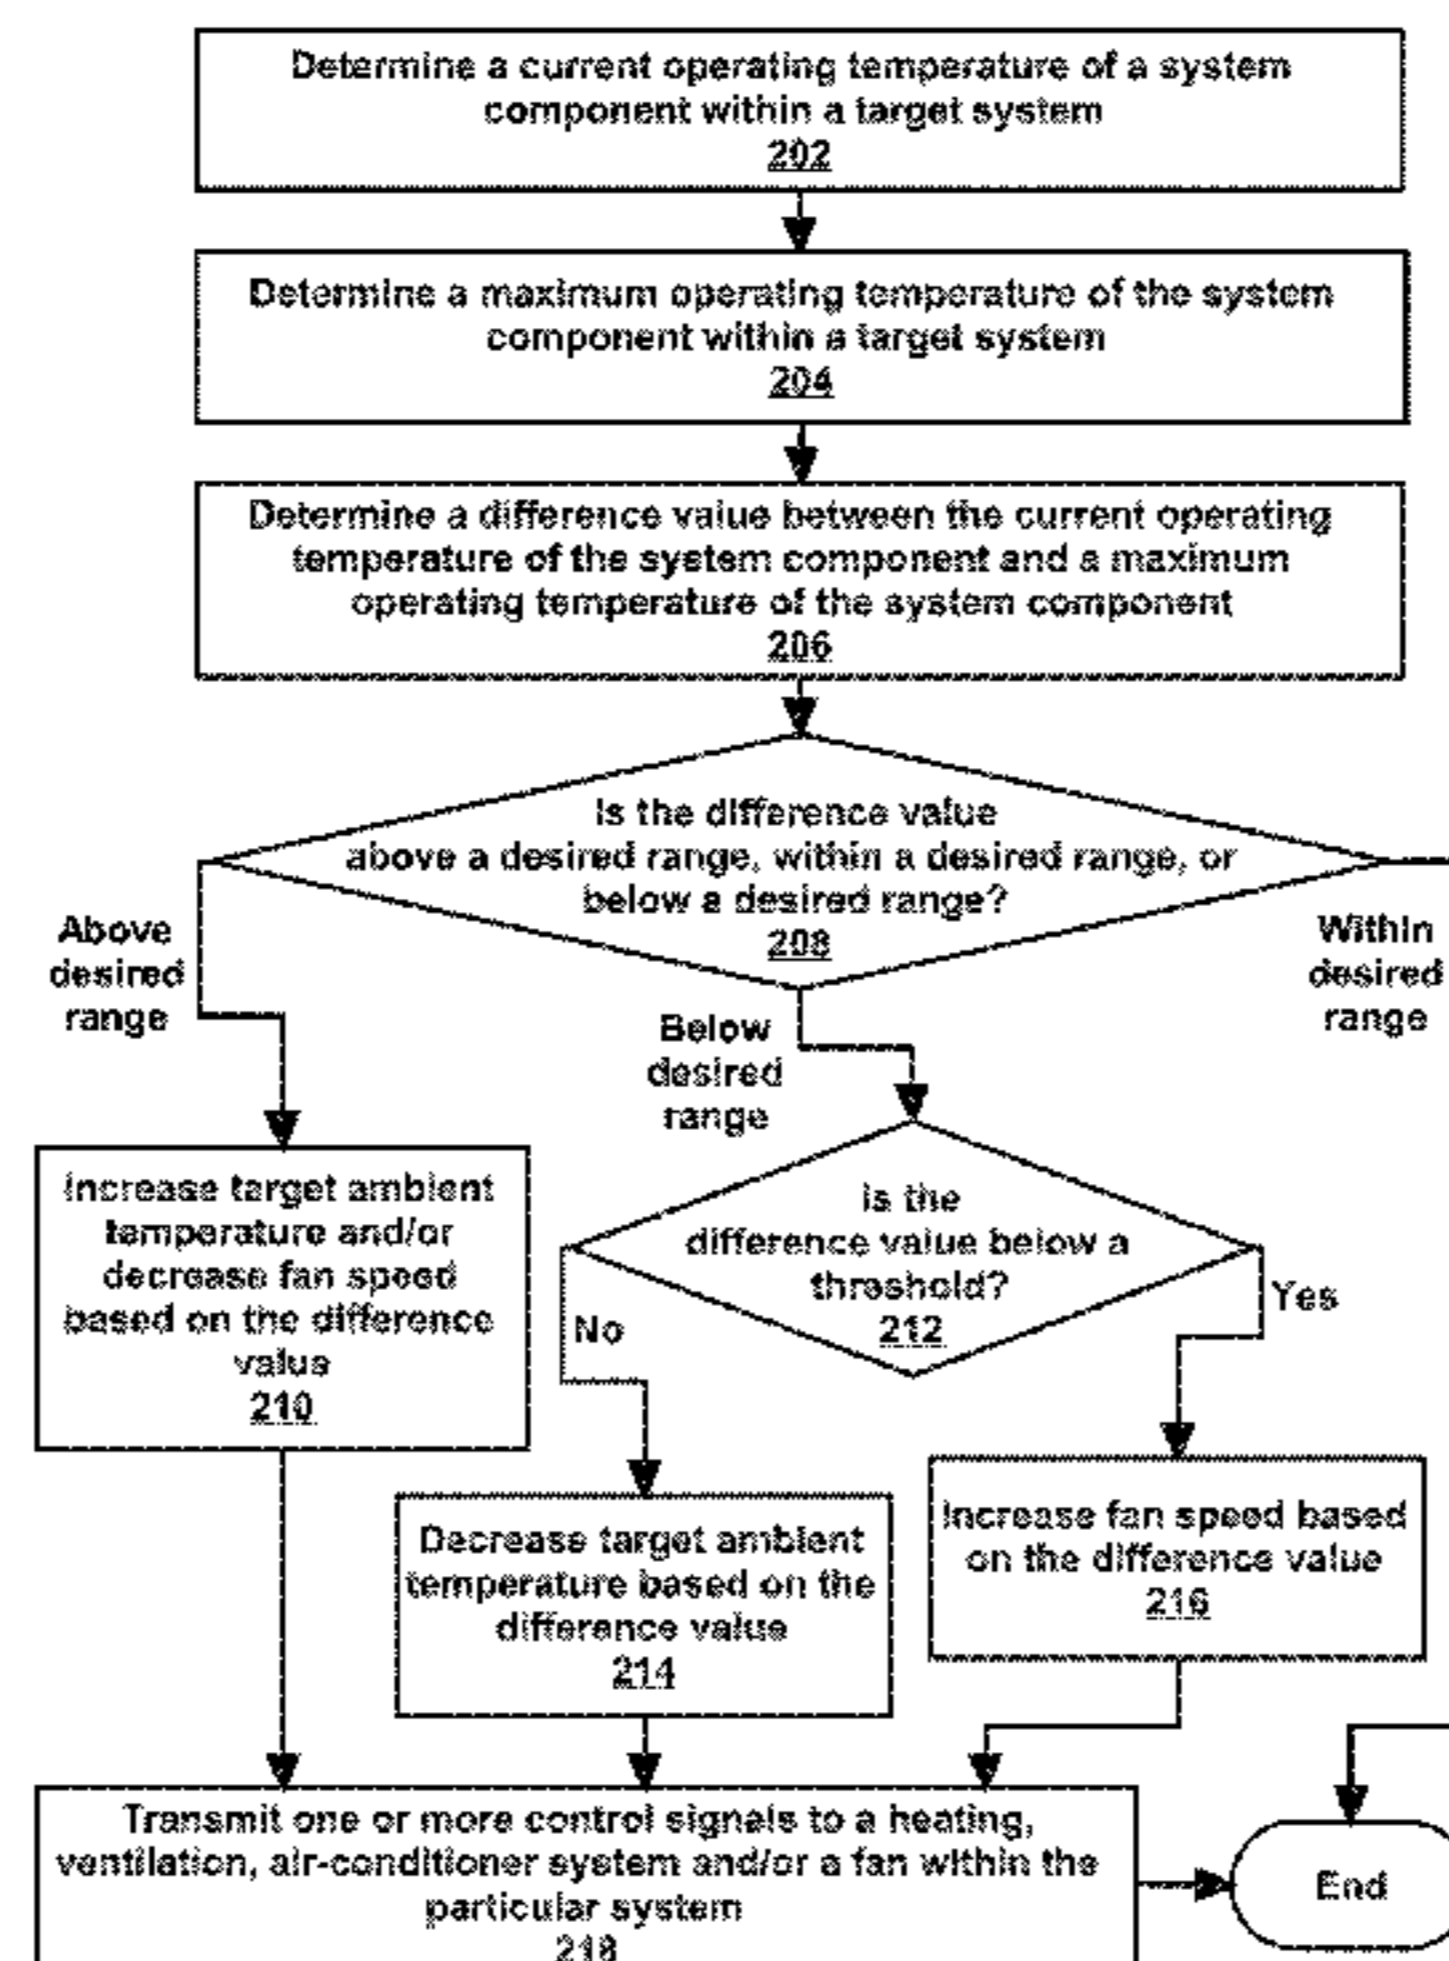 Determine a current operating temperature of a system
component within a target system
202
Determine a maximum operating temperature of the system
component within a target system
204
Determine a difference value between the current operating
temperature of the system component and a maximum
operating temperature of the system component
206
Is the difference value
above a desired range, within a desired range, or
below a desired range?
208
Above
desired
range
Within
desired
range
Below
desired
range
Increase target ambient
temperature and/or
decrease fan speed
based on the difference
value
210
Is the
difference value below a
threshold?
212
No
Yes
Decrease target ambient
temperature based on the
difference value
214
Increase fan speed based
on the difference value
216
Transmit one or more control signals to a heating,
ventilation, air-conditioner system and/or a fan within the
particular system
218
End